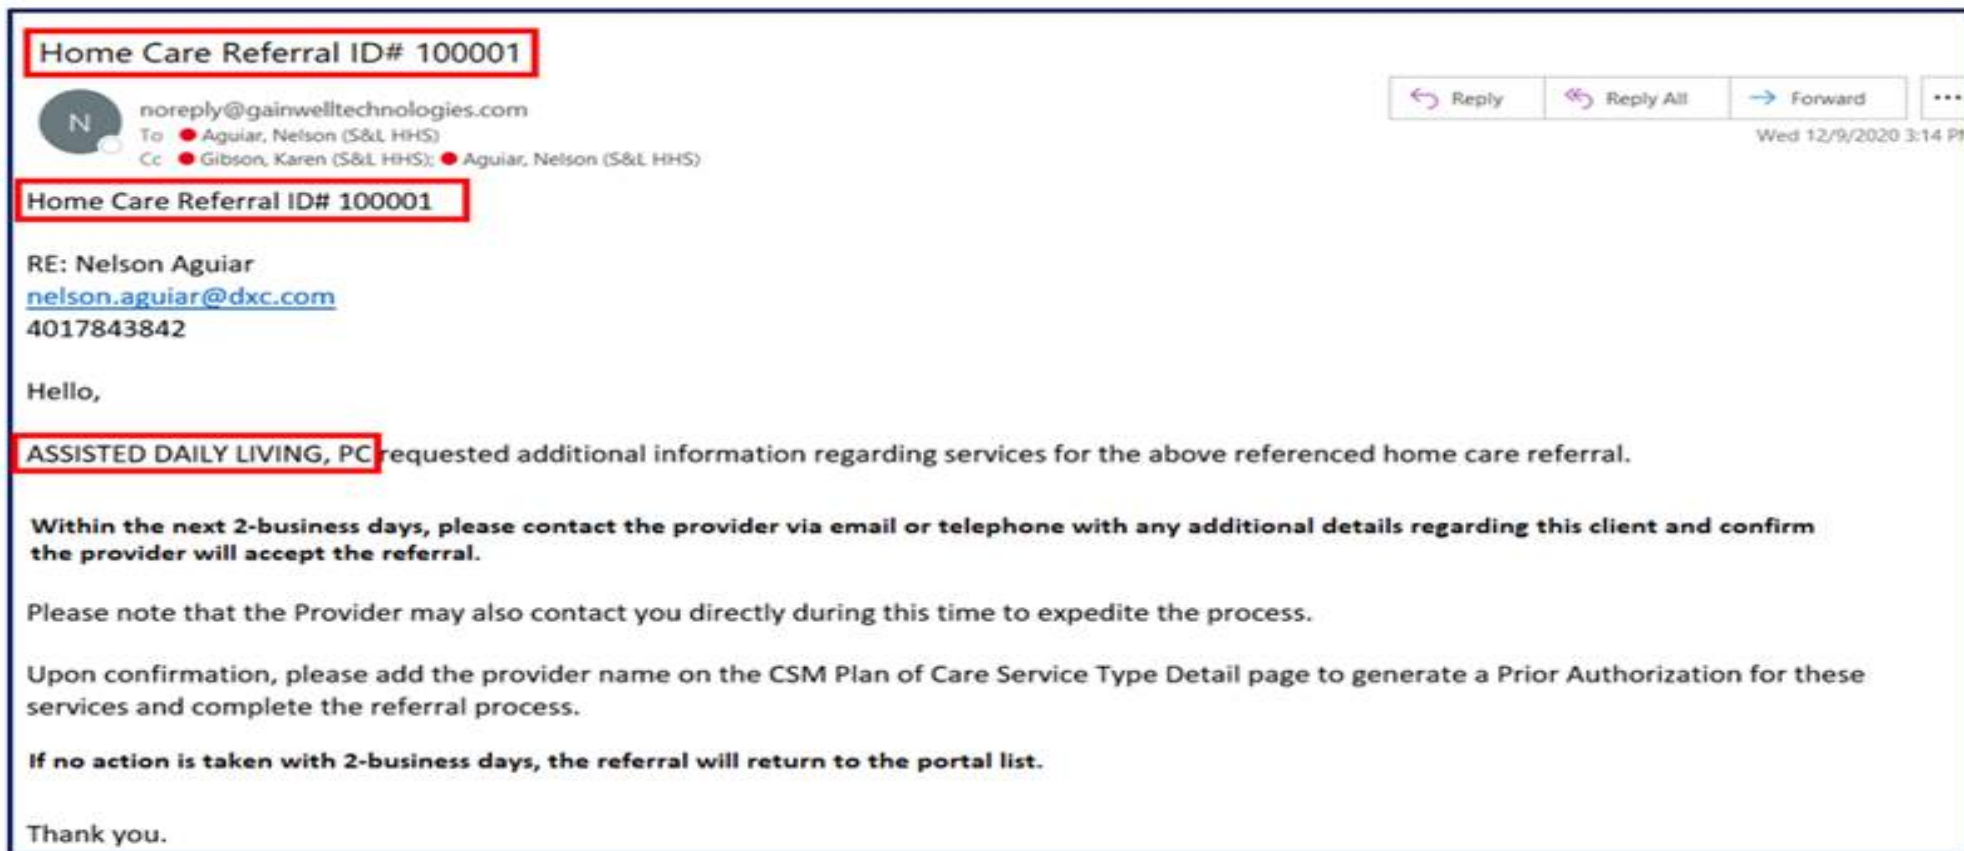 Home Care Referral ID# 100001
N
noreply@gainwelltechnologies.com
To Aguiar, Nelson (S&L HHS)
Cc Gibson, Karen (S&L HHS); Aguiar, Nelson (S&L HHS)
Reply
Reply All
Forward
Wed 12/9/2020 3:14 PM
Home Care Referral ID# 100001
RE: Nelson Aguiar
nelson.aguiar@dxc.com
4017843842
Hello,
ASSISTED DAILY LIVING, PC requested additional information regarding services for the above referenced home care referral.
Within the next 2-business days, please contact the provider via email or telephone with any additional details regarding this client and confirm
the provider will accept the referral.
Please note that the Provider may also contact you directly during this time to expedite the process.
Upon confirmation, please add the provider name on the CSM Plan of Care Service Type Detail page to generate a Prior Authorization for these
services and complete the referral process.
If no action is taken with 2-business days, the referral will return to the portal list.
Thank you.